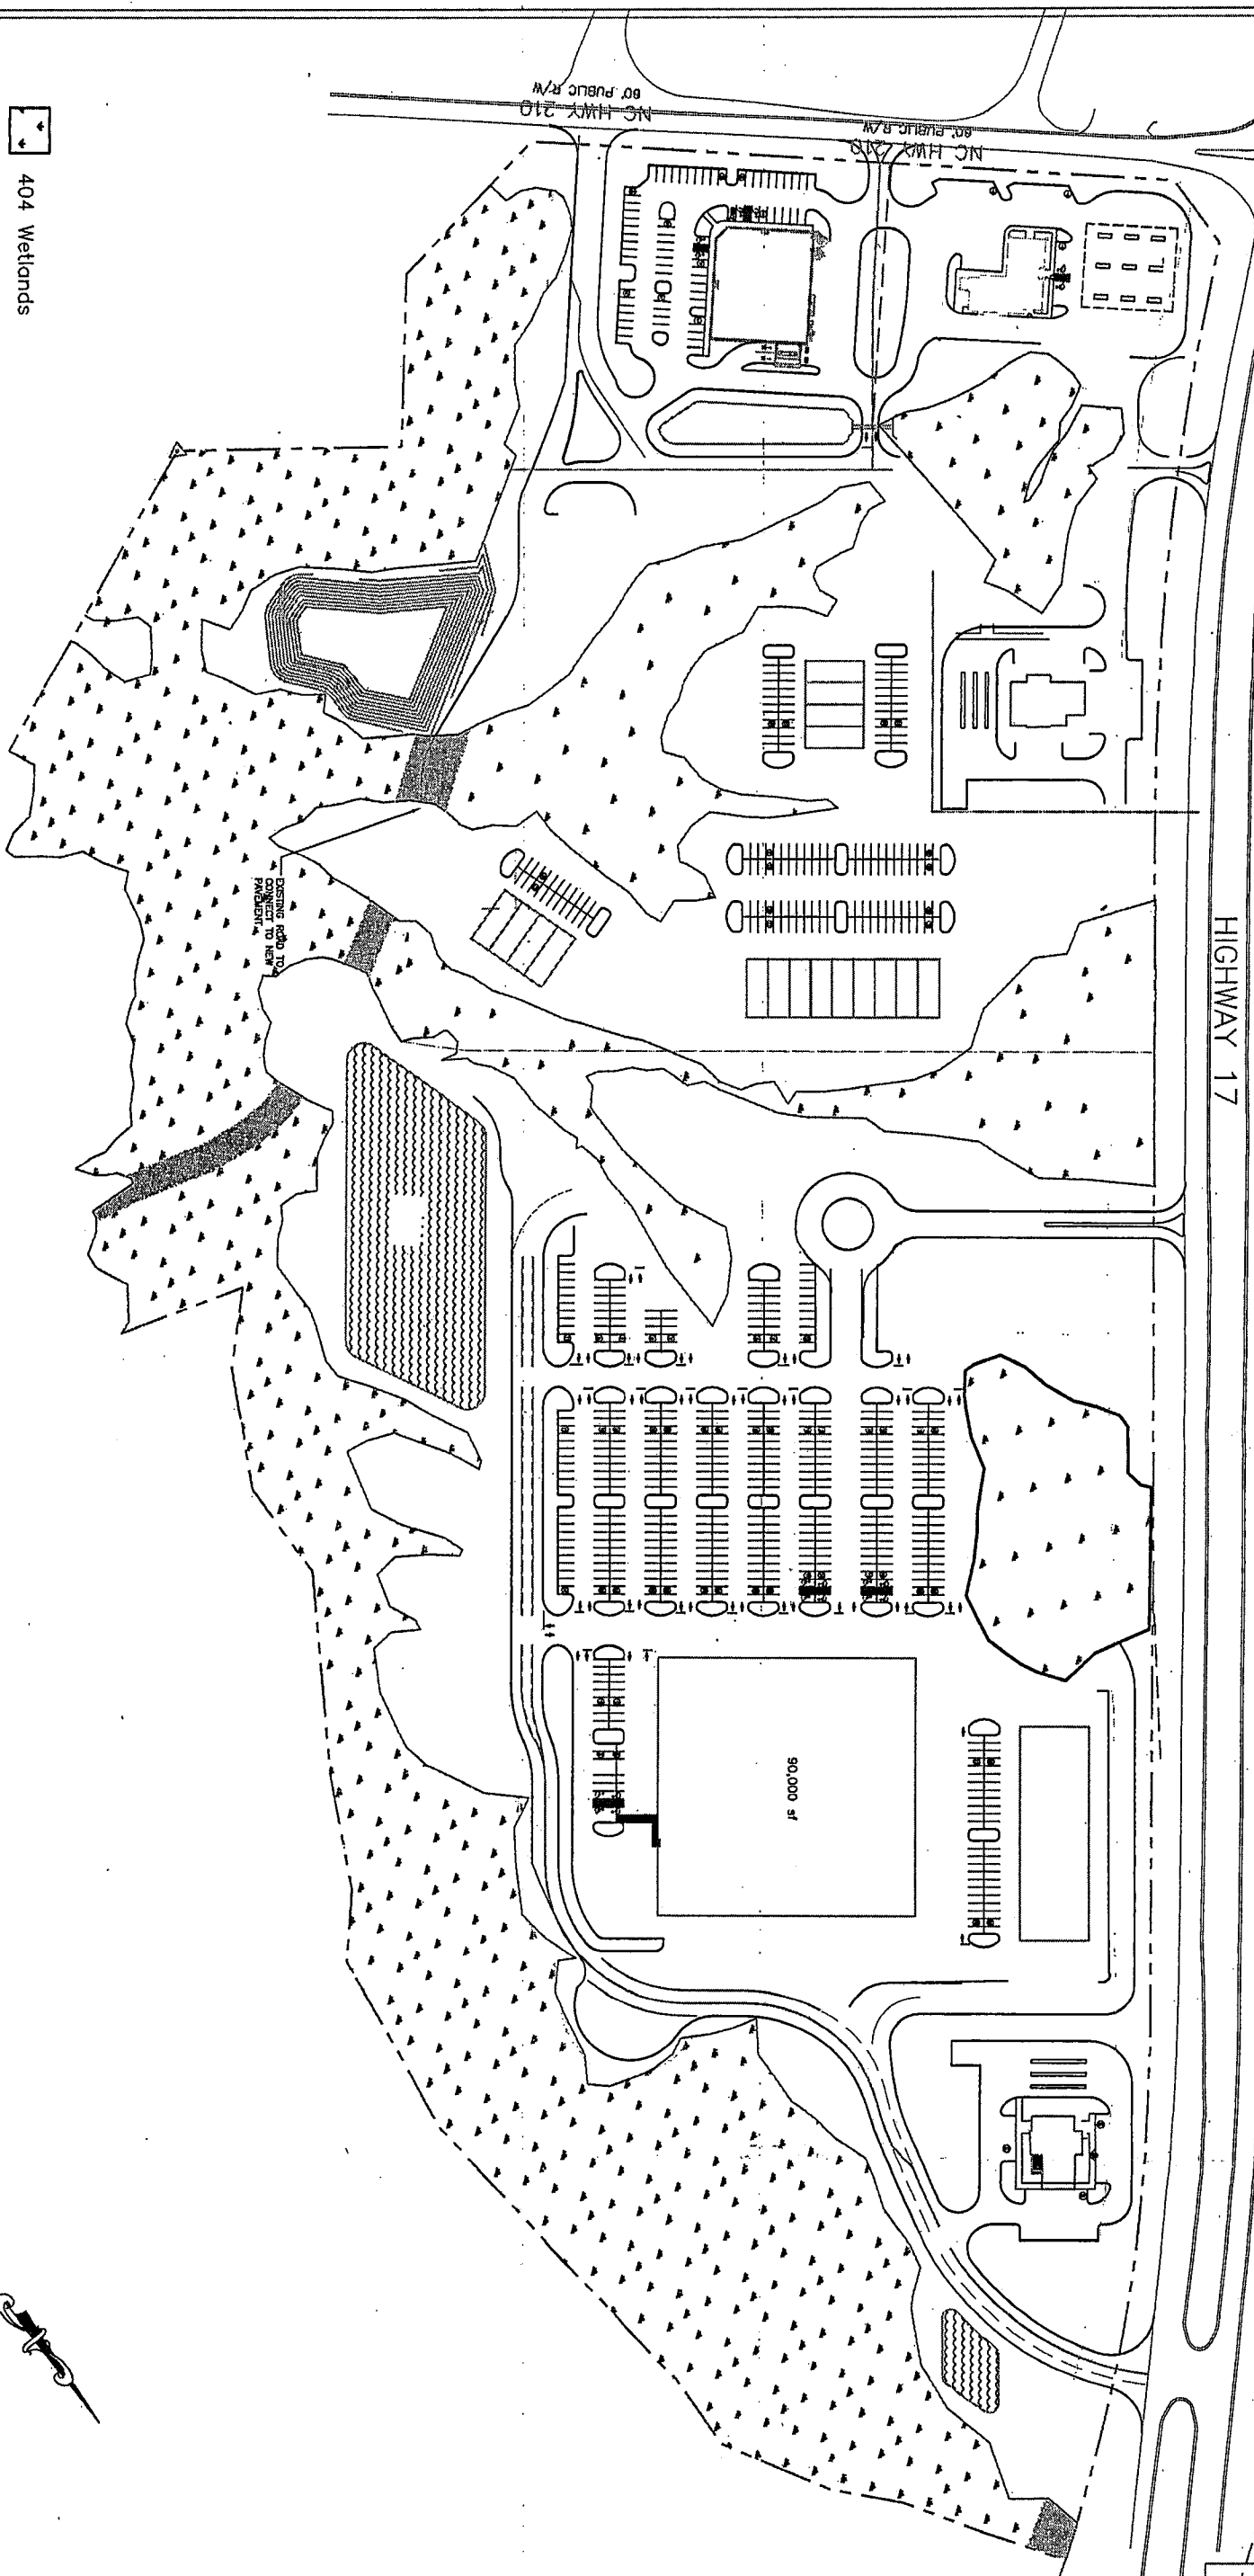 60' PUBLIC R/W
NC HWY 210
60' PUBLIC R/W
NC HWY 210
404 Wetlands
HIGHWAY 17
EXISTING ROAD TO
CONNECT TO NEW
PAVEMENT
90,000 sf